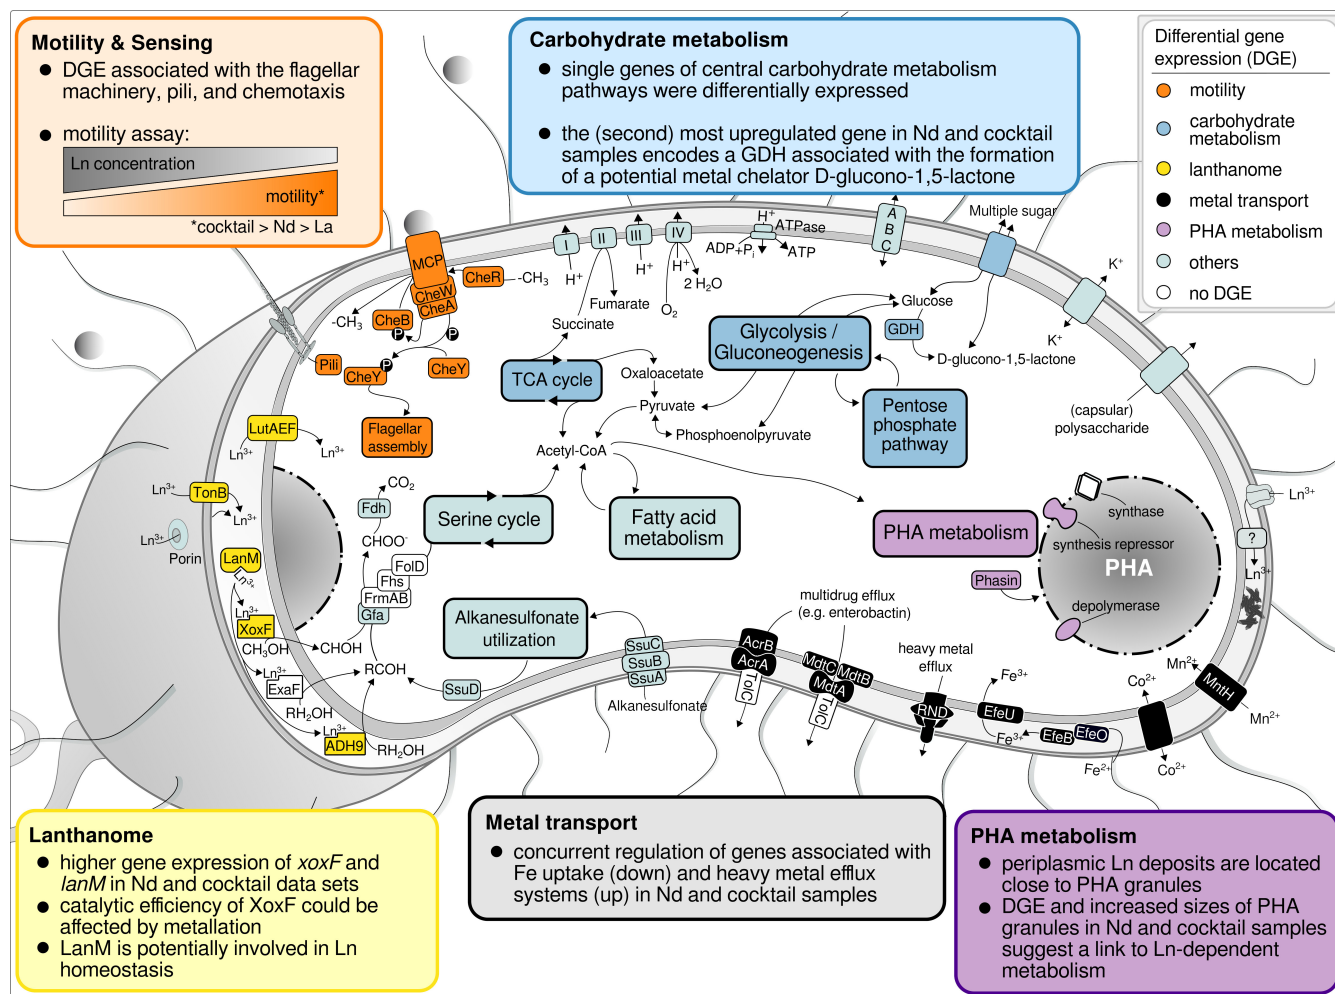 Motility & Sensing
● DGE associated with the flagellar
machinery, pili, and chemotaxis
● motility assay:
Ln concentration
motility*
*cocktail > Nd > La
Carbohydrate metabolism
● single genes of central carbohydrate metabolism
pathways were differentially expressed
● the (second) most upregulated gene in Nd and cocktail
samples encodes a GDH associated with the formation
of a potential metal chelator D-glucono-1,5-lactone
Differential gene
expression (DGE)
motility
carbohydrate
metabolism
lanthanome
metal transport
PHA metabolism
others
no DGE
MCP
CheW
CheA
CheR
-CH₃
-CH₃
CheB
P
P
P
CheY
CheY
Pili
Flagellar
assembly
I
II
III
IV
H⁺
H⁺
H⁺
2 H₂O
O₂
Fumarate
Succinate
H⁺
ATPase
ADP+Pᵢ
ATP
A
B
C
Multiple sugar
Glucose
GDH
D-glucono-1,5-lactone
K⁺
K⁺
(capsular)
polysaccharide
Glycolysis /
Gluconeogenesis
TCA cycle
Oxaloacetate
Pyruvate
Phosphoenolpyruvate
Acetyl-CoA
Pentose
phosphate
pathway
LutAEF
Ln³⁺
Ln³⁺
TonB
Ln³⁺
Ln³⁺
Ln³⁺
Porin
LanM
Ln³⁺
Ln³⁺
XoxF
CH₃OH
CHOH
Ln³⁺
ExaF
RH₂OH
RCOH
Ln³⁺
ADH9
RH₂OH
CO₂
Fdh
CHOO⁻
FolD
Fhs
FrmAB
Gfa
Serine cycle
Fatty acid
metabolism
PHA metabolism
synthase
synthesis repressor
PHA
Phasin
depolymerase
Ln³⁺
?
Ln³⁺
Alkanesulfonate
utilization
SsuD
SsuC
SsuB
SsuA
Alkanesulfonate
multidrug efflux
(e.g. enterobactin)
AcrB
AcrA
TolC
MdtC
MdtB
MdtA
TolC
heavy metal
efflux
RND
Fe³⁺
EfeU
Fe³⁺
EfeB
EfeO
Fe²⁺
Co²⁺
Co²⁺
Mn²⁺
MntH
Mn²⁺
Lanthanome
● higher gene expression of xoxF and
lanM in Nd and cocktail data sets
● catalytic efficiency of XoxF could be
affected by metallation
● LanM is potentially involved in Ln
homeostasis
Metal transport
● concurrent regulation of genes associated with
Fe uptake (down) and heavy metal efflux
systems (up) in Nd and cocktail samples
PHA metabolism
● periplasmic Ln deposits are located
close to PHA granules
● DGE and increased sizes of PHA
granules in Nd and cocktail samples
suggest a link to Ln-dependent
metabolism